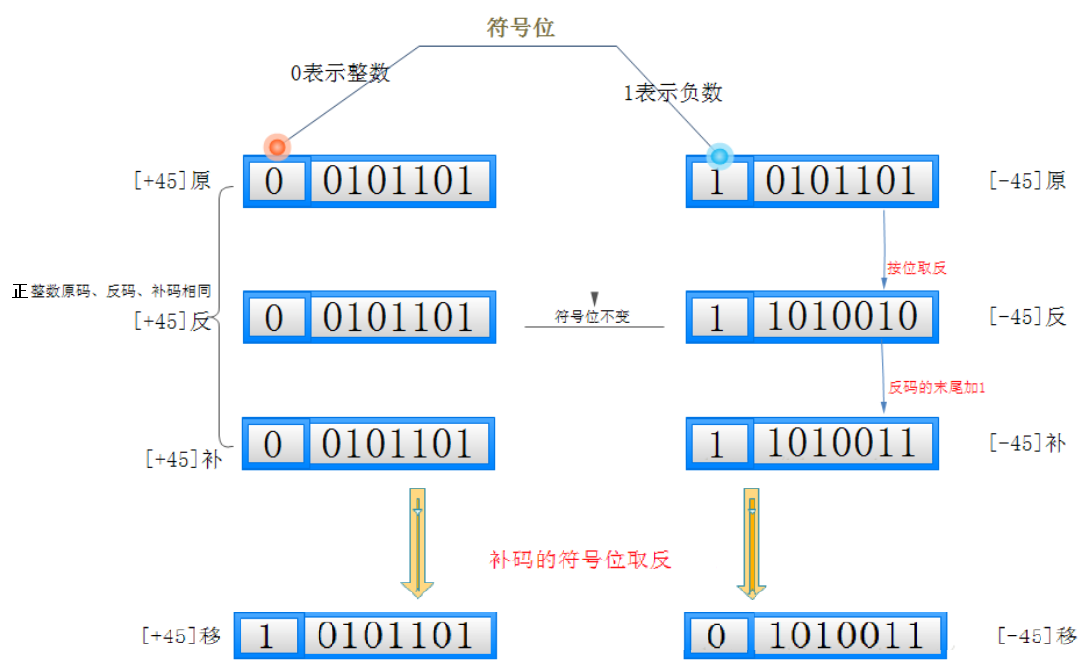 符号位
0表示整数
1表示负数
[+45]原
0 0101101
1 0101101
[-45]原
按位取反
正整数原码、反码、补码相同
[+45]反
0 0101101
符号位不变
1 1010010
[-45]反
反码的末尾加1
[+45]补
0 0101101
1 1010011
[-45]补
补码的符号位取反
[+45]移
1 0101101
0 1010011
[-45]移